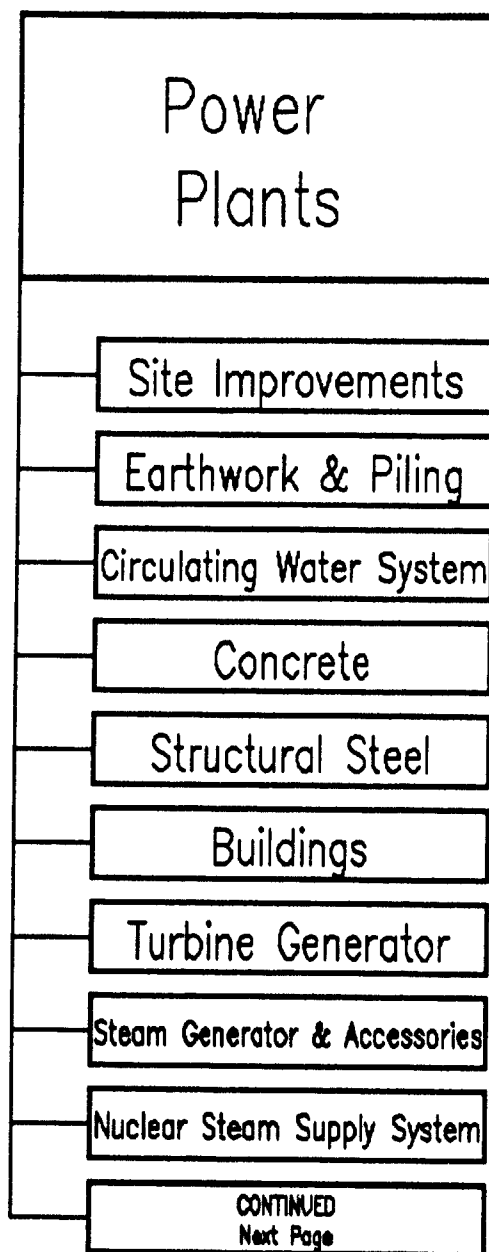 Power
Plants
Site Improvements
Earthwork & Piling
Circulating Water System
Concrete
Structural Steel
Buildings
Turbine Generator
Steam Generator & Accessories
Nuclear Steam Supply System
CONTINUED
Next Page